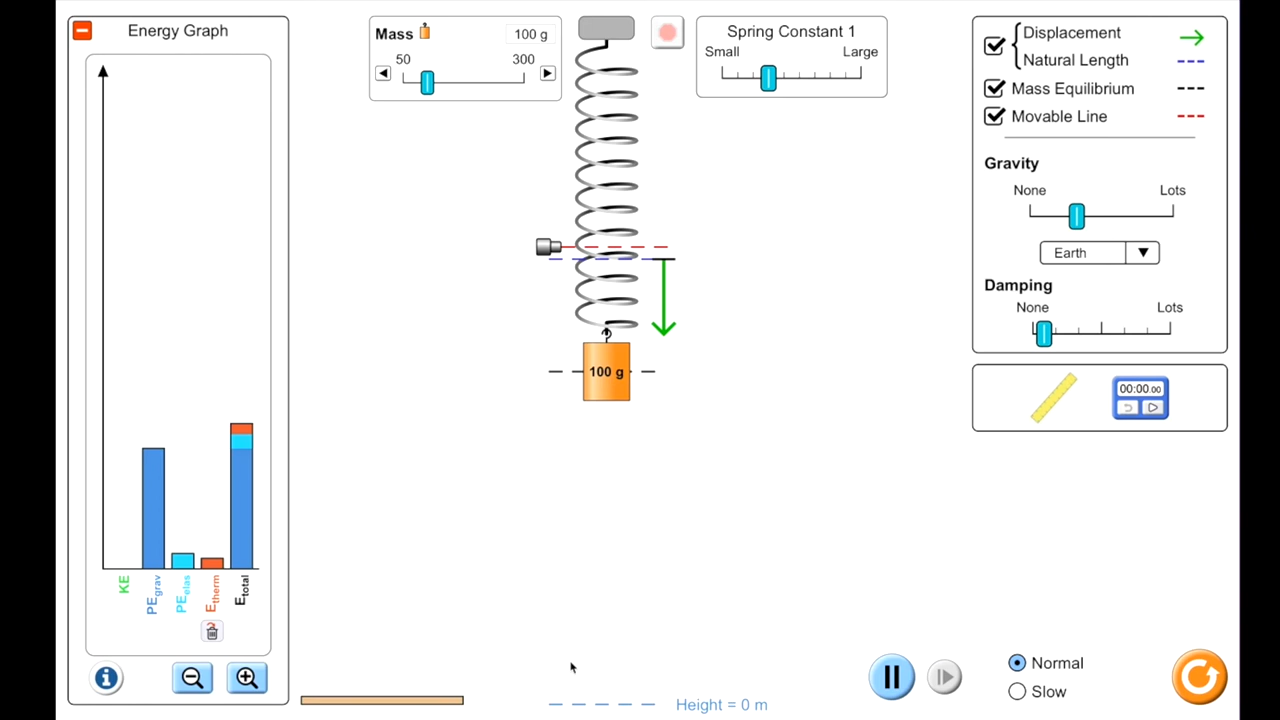 Energy Graph
KE
PEgrav
PEelas
Etherm
Etotal
Mass
100 g
50
300
Spring Constant 1
Small
Large
100 g
Height = 0 m
Displacement
Natural Length
Mass Equilibrium
Movable Line
Gravity
None
Lots
Earth
Damping
None
Lots
00:00.00
Normal
Slow